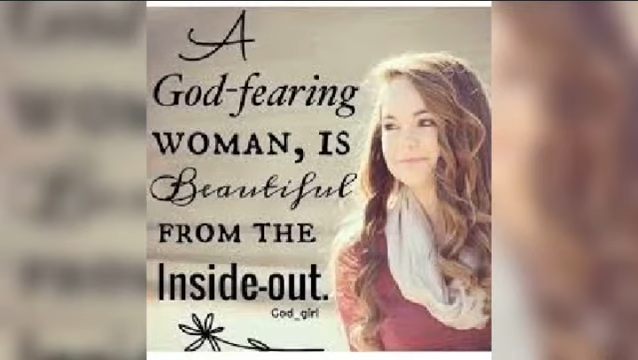 A
God-fearing
WOMAN, IS
Beautiful
FROM THE
Inside-out.
God_girl